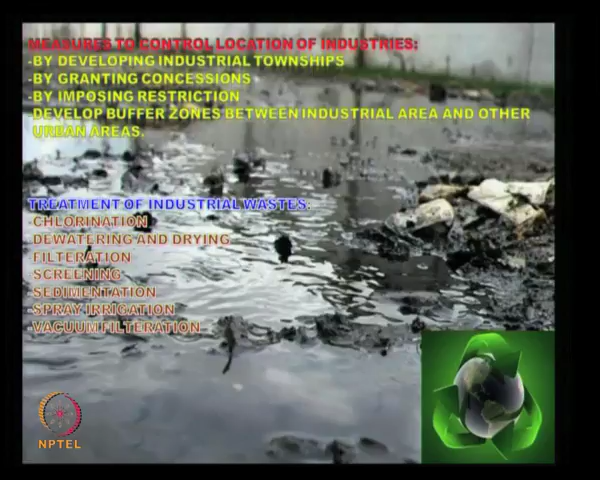 MEASURES TO CONTROL LOCATION OF INDUSTRIES:
-BY DEVELOPING INDUSTRIAL TOWNSHIPS
-BY GRANTING CONCESSIONS
-BY IMPOSING RESTRICTION
DEVELOP BUFFER ZONES BETWEEN INDUSTRIAL AREA AND OTHER
URBAN AREAS.
TREATMENT OF INDUSTRIAL WASTES:
-CHLORINATION
DEWATERING AND DRYING
FILTERATION
SCREENING
-SEDIMENTATION
-SPRAY IRRIGATION
-VACUUM FILTERATION
NPTEL